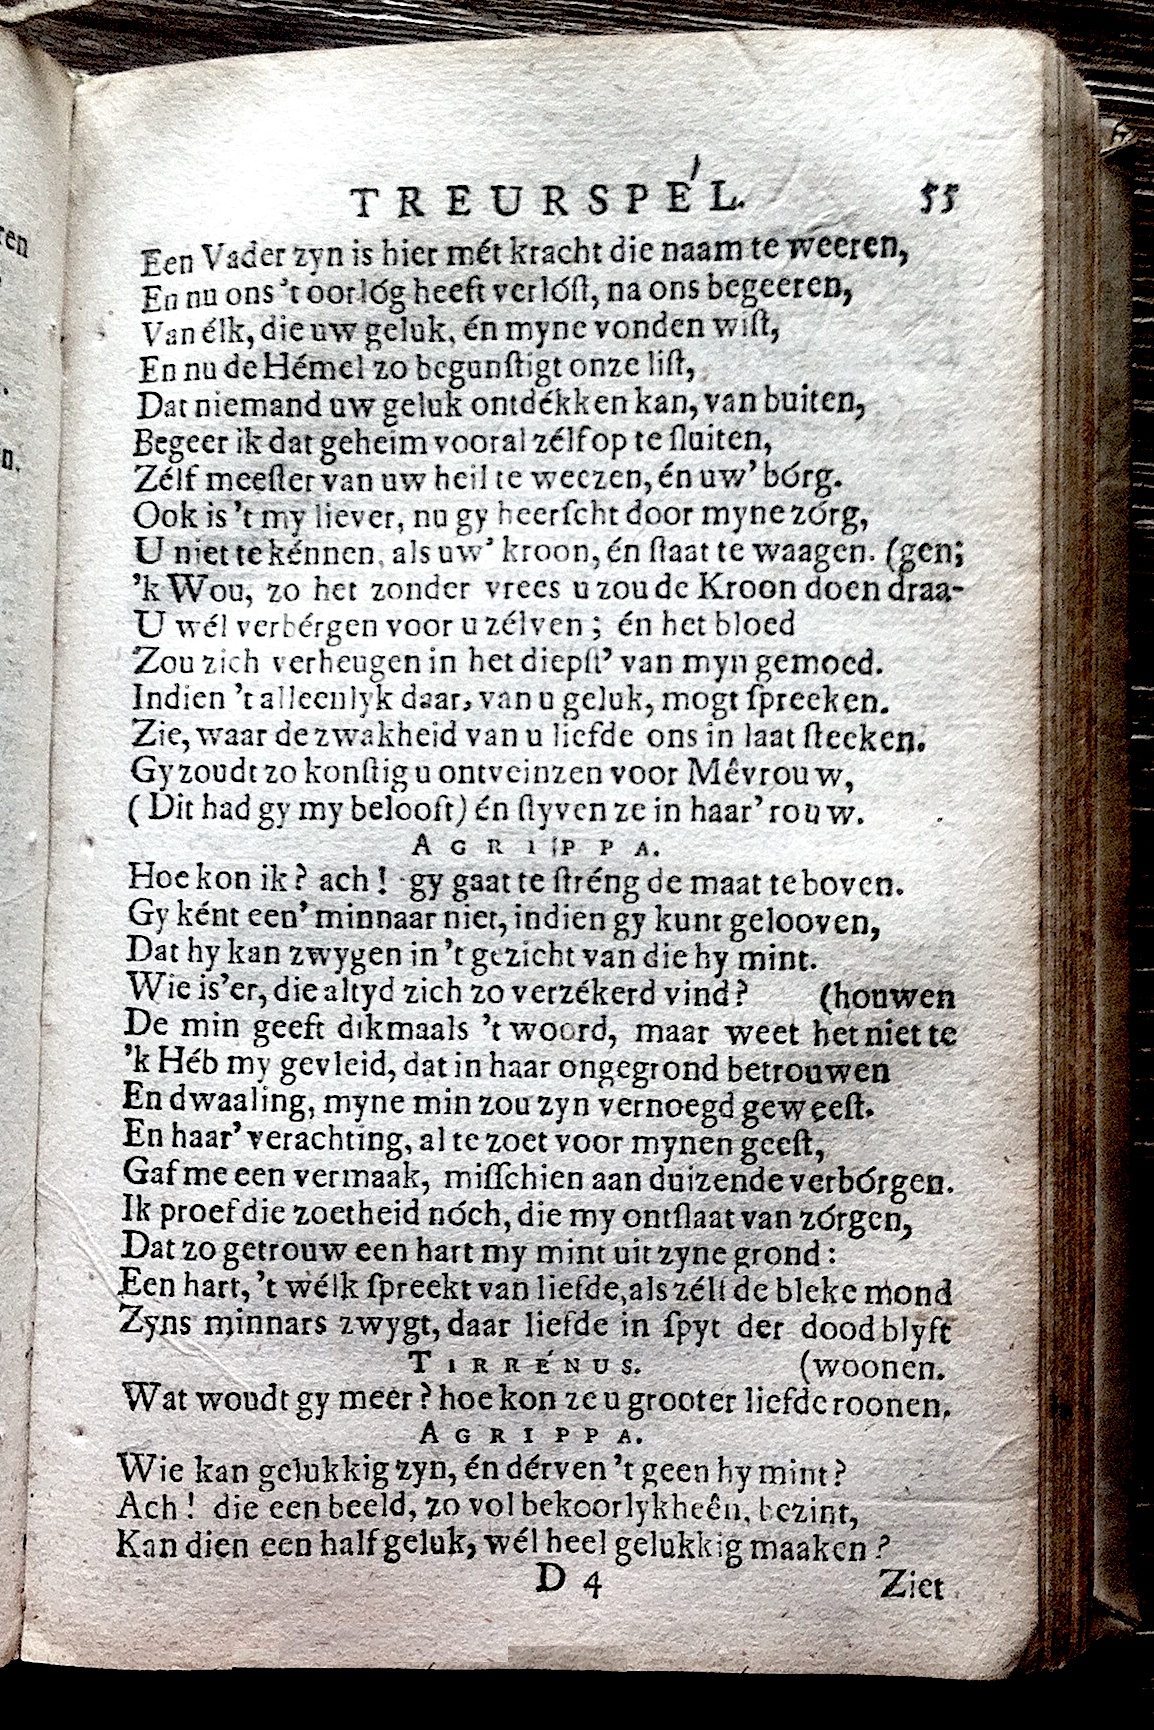 TREURSPÉL. 55
Een Vader zyn is hier mét kracht die naam te weeren,
En nu ons 't oorlóg heeft verlóſt, na ons begeeren,
Van élk, die uw geluk, én myne vonden wiſt,
En nu de Hémel zo begunſtigt onze liſt,
Dat niemand uw geluk ontdékken kan, van buiten,
Begeer ik dat geheim vooral zélf op te ſluiten,
Zélf meeſter van uw heil te weezen, én uw' bórg.
Ook is 't my liever, nu gy heerſcht door myne zórg,
U niet te kénnen, als uw' kroon, én ſtaat te waagen. (gen;
'k Wou, zo het zonder vrees u zou de Kroon doen draa-
U wél verbérgen voor u zélven; én het bloed
Zou zich verheugen in het diepſt' van myn gemoed.
Indien 't alleenlyk daar, van u geluk, mogt ſpreeken.
Zie, waar de zwakheid van u liefde ons in laat ſteeken.
Gy zoudt zo konſtig u ontveinzen voor Mêvrouw,
(Dit had gy my belooft) én ſtyven ze in haar' rouw.
AGRIPPA.
Hoe kon ik? ach! gy gaat te ſtréng de maat te boven.
Gy ként een' minnaar niet, indien gy kunt gelooven,
Dat hy kan zwygen in 't gezicht van die hy mint.
Wie is'er, die altyd zich zo verzékerd vind? (houwen
De min geeft dikmaals 't woord, maar weet het niet te
'k Héb my gevleid, dat in haar ongegrond betrouwen
En dwaaling, myne min zou zyn vernoegd geweeſt.
En haar' verachting, al te zoet voor mynen geeſt,
Gaf me een vermaak, miſſchien aan duizende verbórgen.
Ik proef die zoetheid nóch, die my ontſlaat van zórgen,
Dat zo getrouw een hart my mint uit zyne grond:
Een hart, 't wélk ſpreekt van liefde, als zélf de bleke mond
Zyns minnars zwygt, daar liefde in ſpyt der dood blyft
TIRRÉNUS. (woonen.
Wat woudt gy meer? hoe kon ze u grooter liefde toonen.
AGRIPPA.
Wie kan gelukkig zyn, én dérven 't geen hy mint?
Ach! die een beeld, zo vol bekoorlykheên, bezint,
Kan dien een half geluk, wél heel gelukkig maaken?
D 4 Ziet